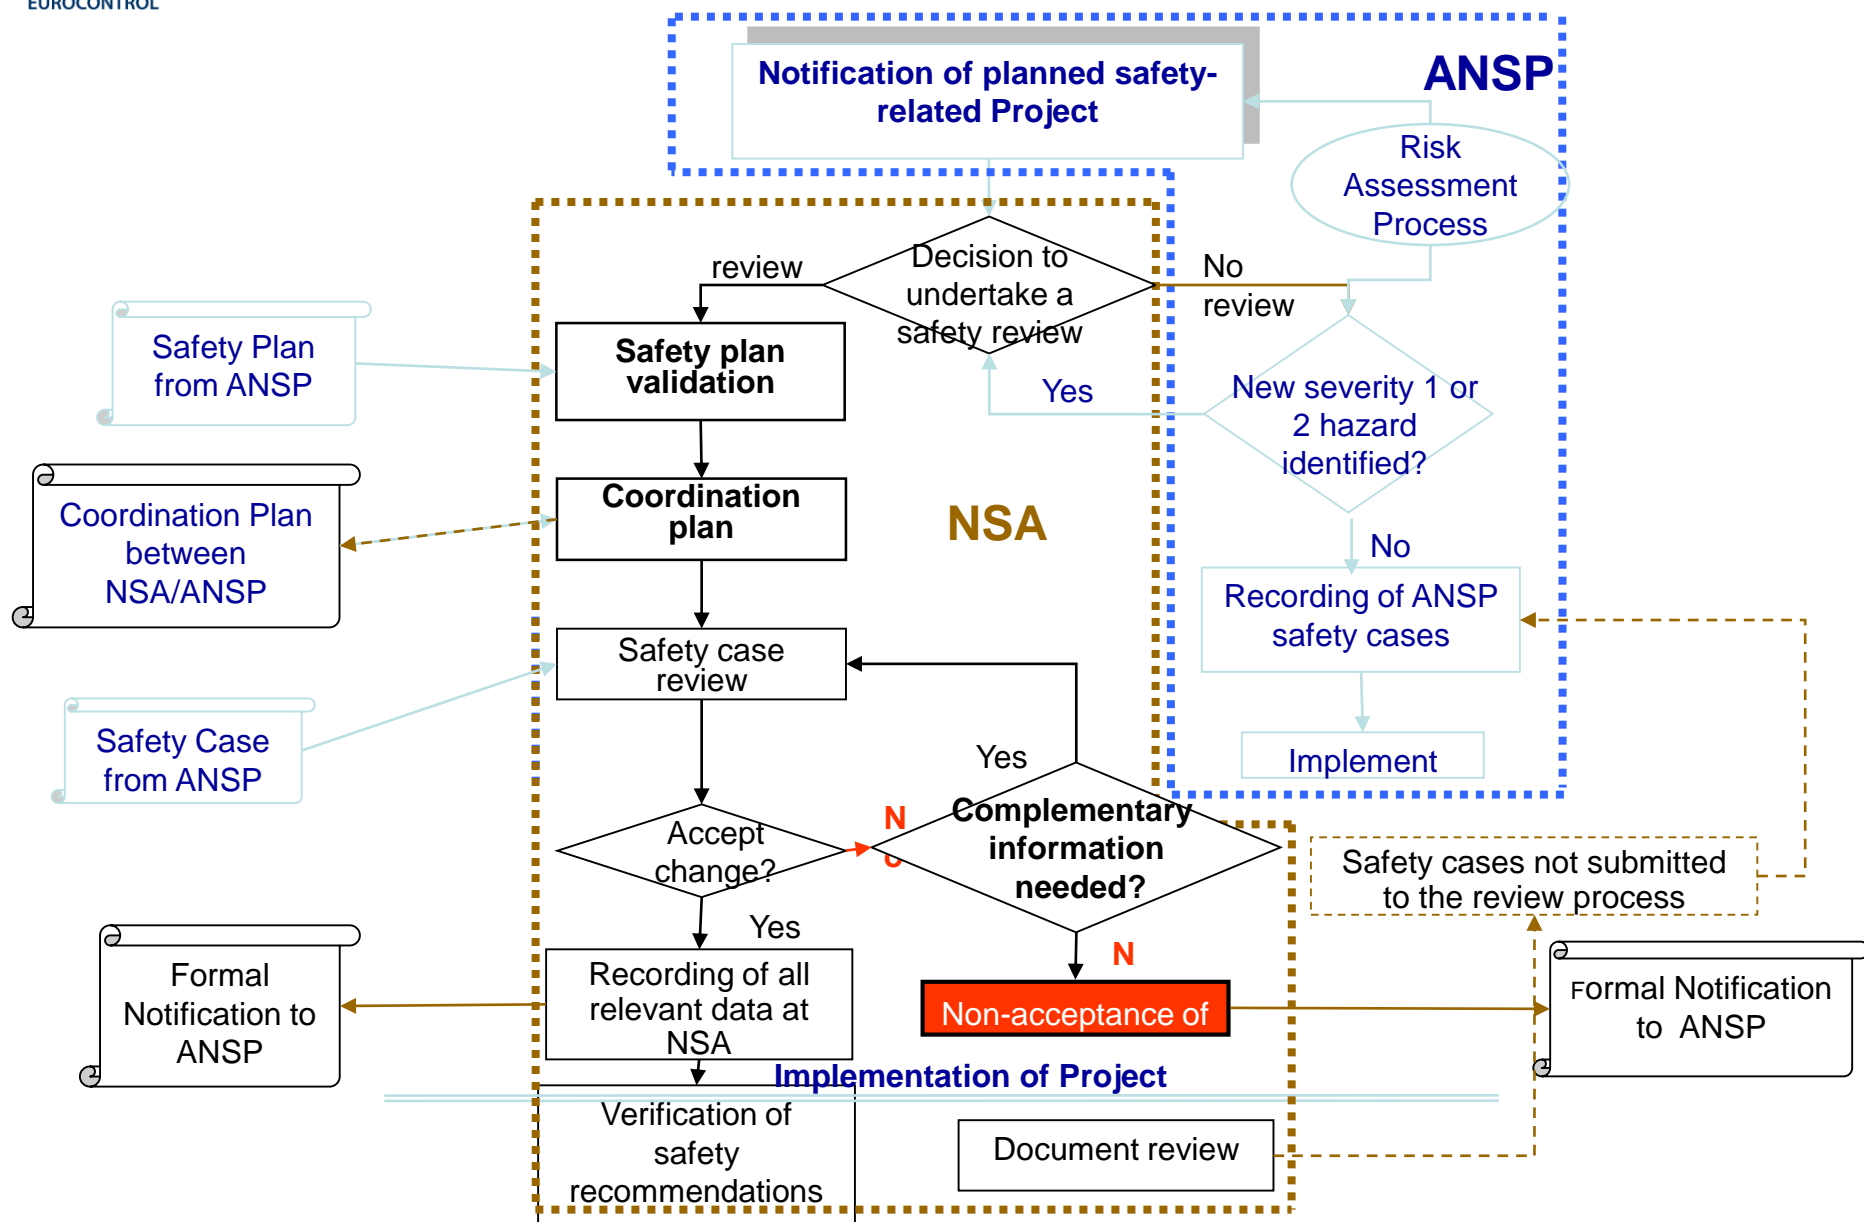 EUROCONTROL
Notification of planned safety-
related Project
ANSP
Risk
Assessment
Process
Decision to
undertake a
safety review
review
No
review
Safety Plan
from ANSP
Safety plan
validation
Yes
New severity 1 or
2 hazard
identified?
Coordination Plan
between
NSA/ANSP
Coordination
plan
NSA
No
Recording of ANSP
safety cases
Safety case
review
Safety Case
from ANSP
Yes
Implement
Accept
change?
N
o
Complementary
information
needed?
Safety cases not submitted
to the review process
Yes
N
Formal
Notification to
ANSP
Recording of all
relevant data at
NSA
Non-acceptance of
Formal Notification
to ANSP
Implementation of Project
Verification of
safety
recommendations
Document review